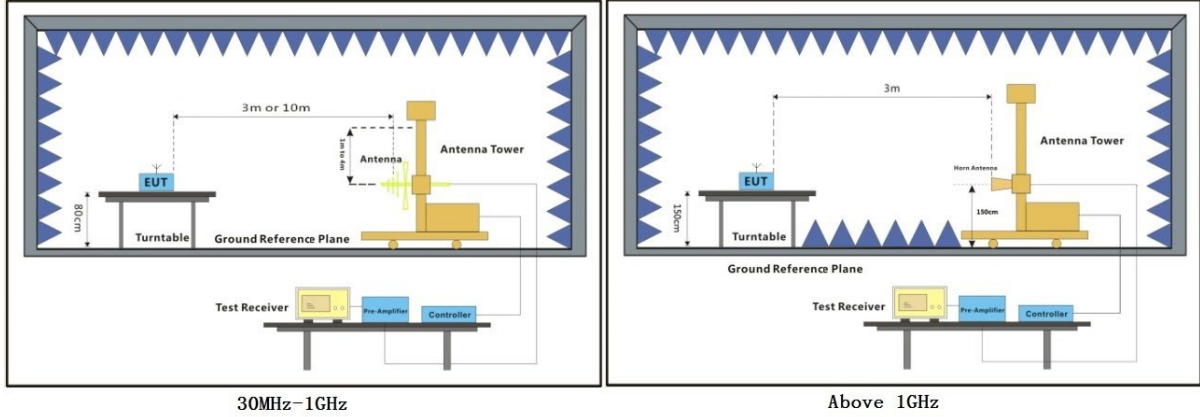 3m or 10m
1m to 4m
Antenna
Antenna Tower
EUT
80cm
Turntable
Ground Reference Plane
Test Receiver
Pre-Amplifier
Controller
30MHz-1GHz
3m
Antenna Tower
Horn Antenna
EUT
150cm
150cm
Turntable
Ground Reference Plane
Test Receiver
Pre-Amplifier
Controller
Above 1GHz